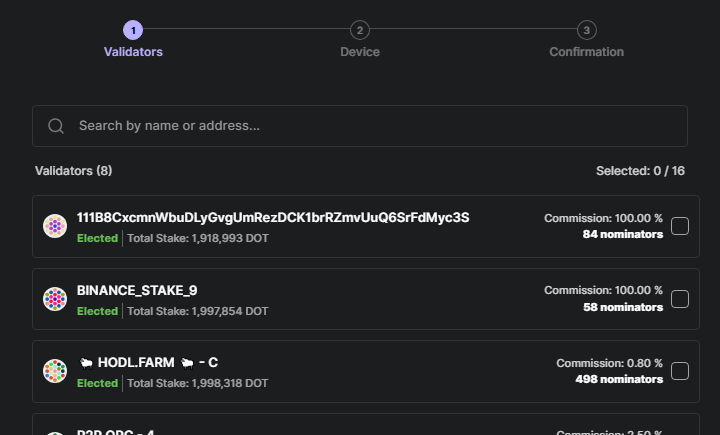 1 2 3
Validators Device Confirmation
Search by name or address...
Validators (8) Selected: 0 / 16
111B8CxcmnWbuDLyGvgUmRezDCK1brRZmvUuQ6SrFdMyc3S Commission: 100.00 %
Elected Total Stake: 1,918,993 DOT 84 nominators
BINANCE_STAKE_9 Commission: 100.00 %
Elected Total Stake: 1,997,854 DOT 58 nominators
🐑 HODL.FARM 🐑 - C Commission: 0.80 %
Elected Total Stake: 1,998,318 DOT 498 nominators
P2P.ORG - 4 Commission: 2.50 %